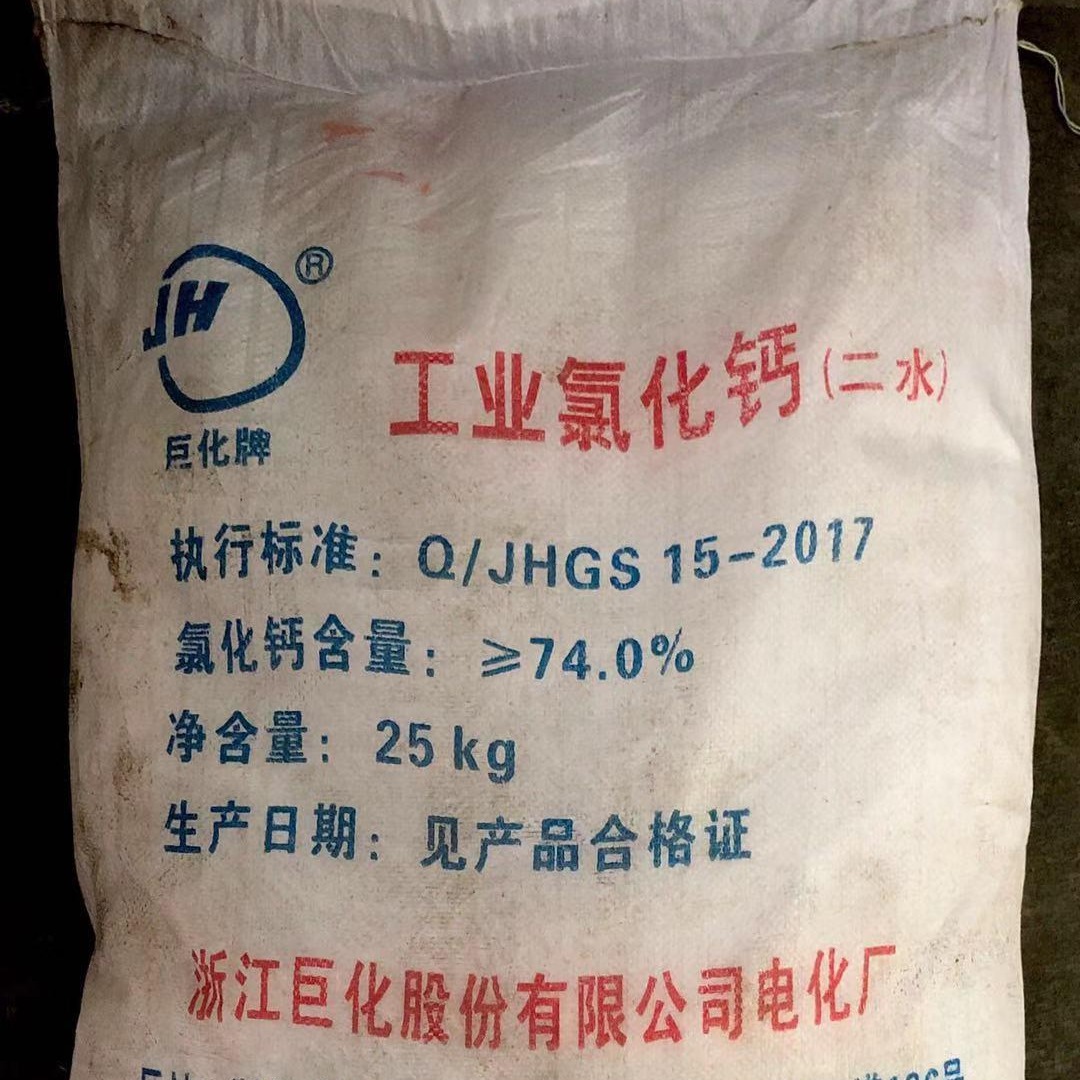 JH ®
巨化牌
工业氯化钙(二水)
执行标准: Q/JHGS 15-2017
氯化钙含量: ≥74.0%
净含量: 25kg
生产日期: 见产品合格证
浙江巨化股份有限公司电化厂